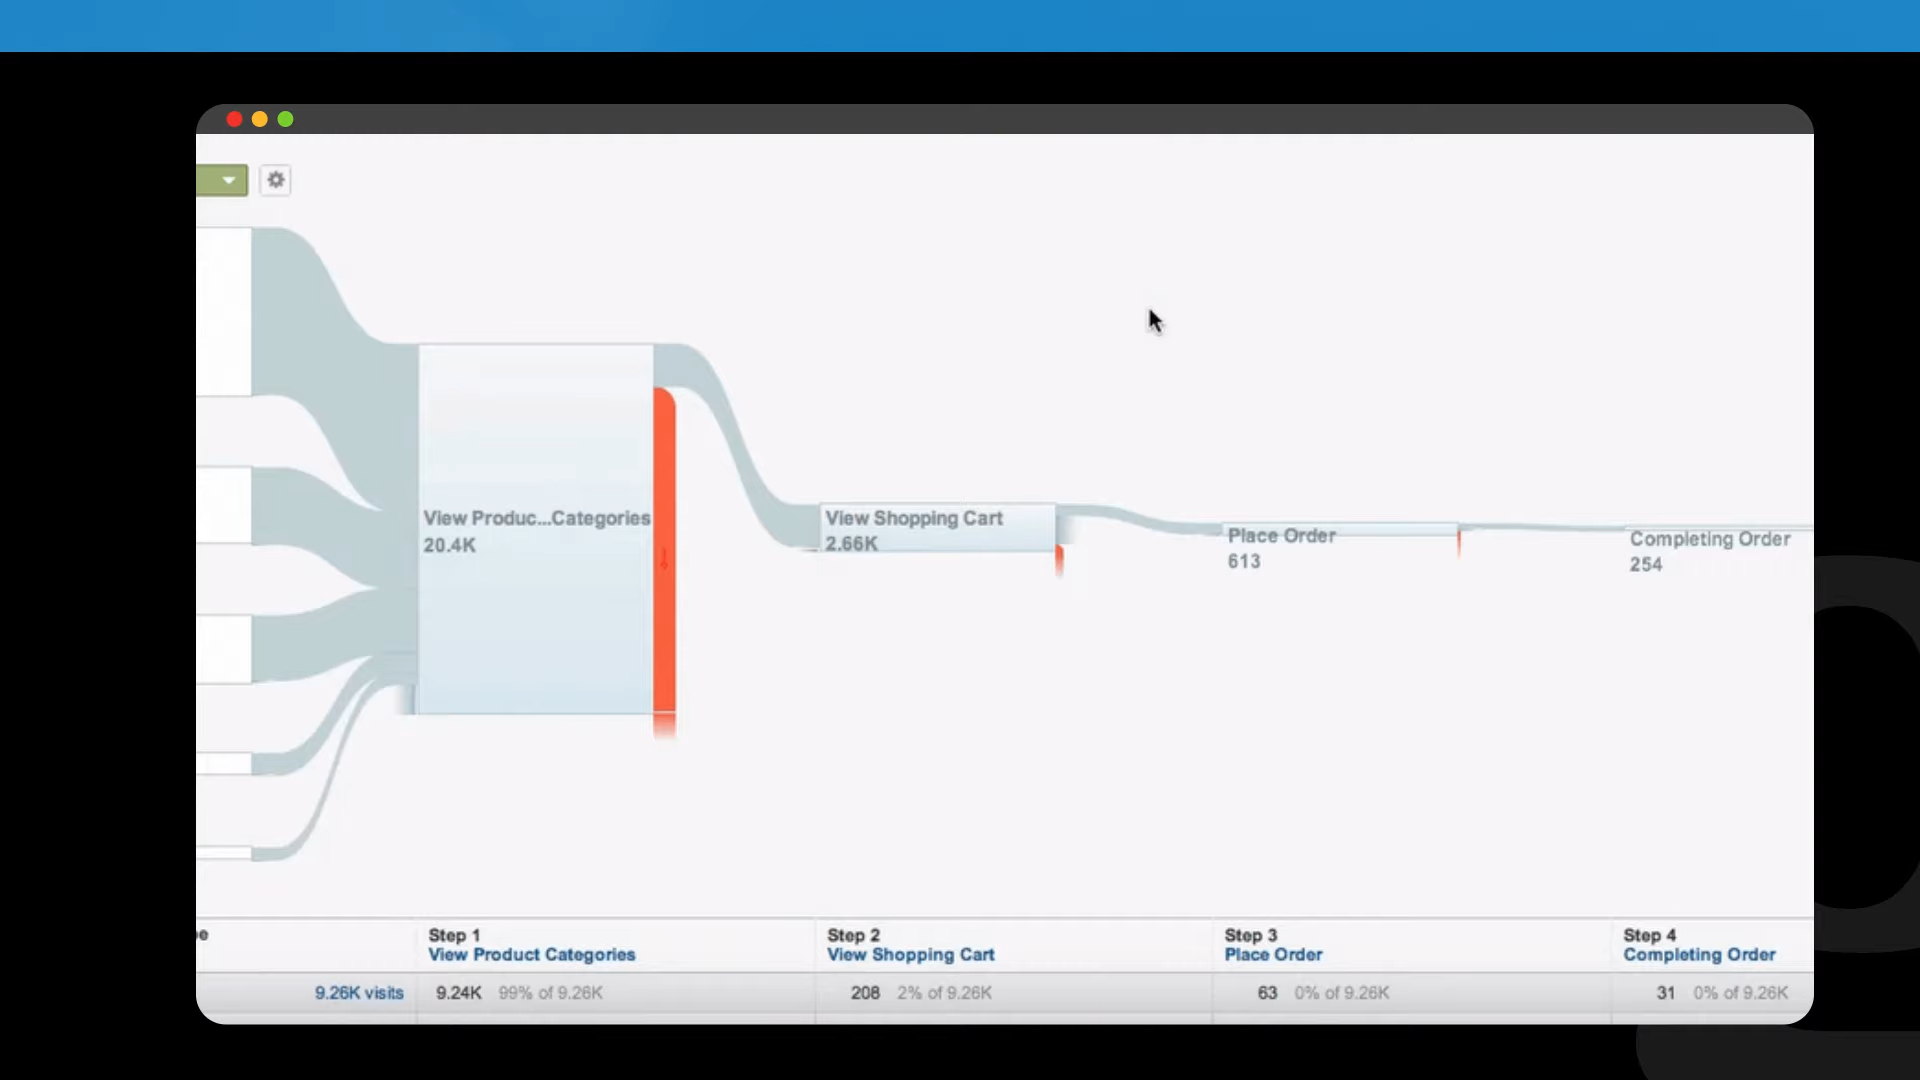 View Produc...Categories
20.4K
View Shopping Cart
2.66K
Place Order
613
Completing Order
254
Step 1
View Product Categories
Step 2
View Shopping Cart
Step 3
Place Order
Step 4
Completing Order
9.26K visits
9.24K 99% of 9.26K
208 2% of 9.26K
63 0% of 9.26K
31 0% of 9.26K